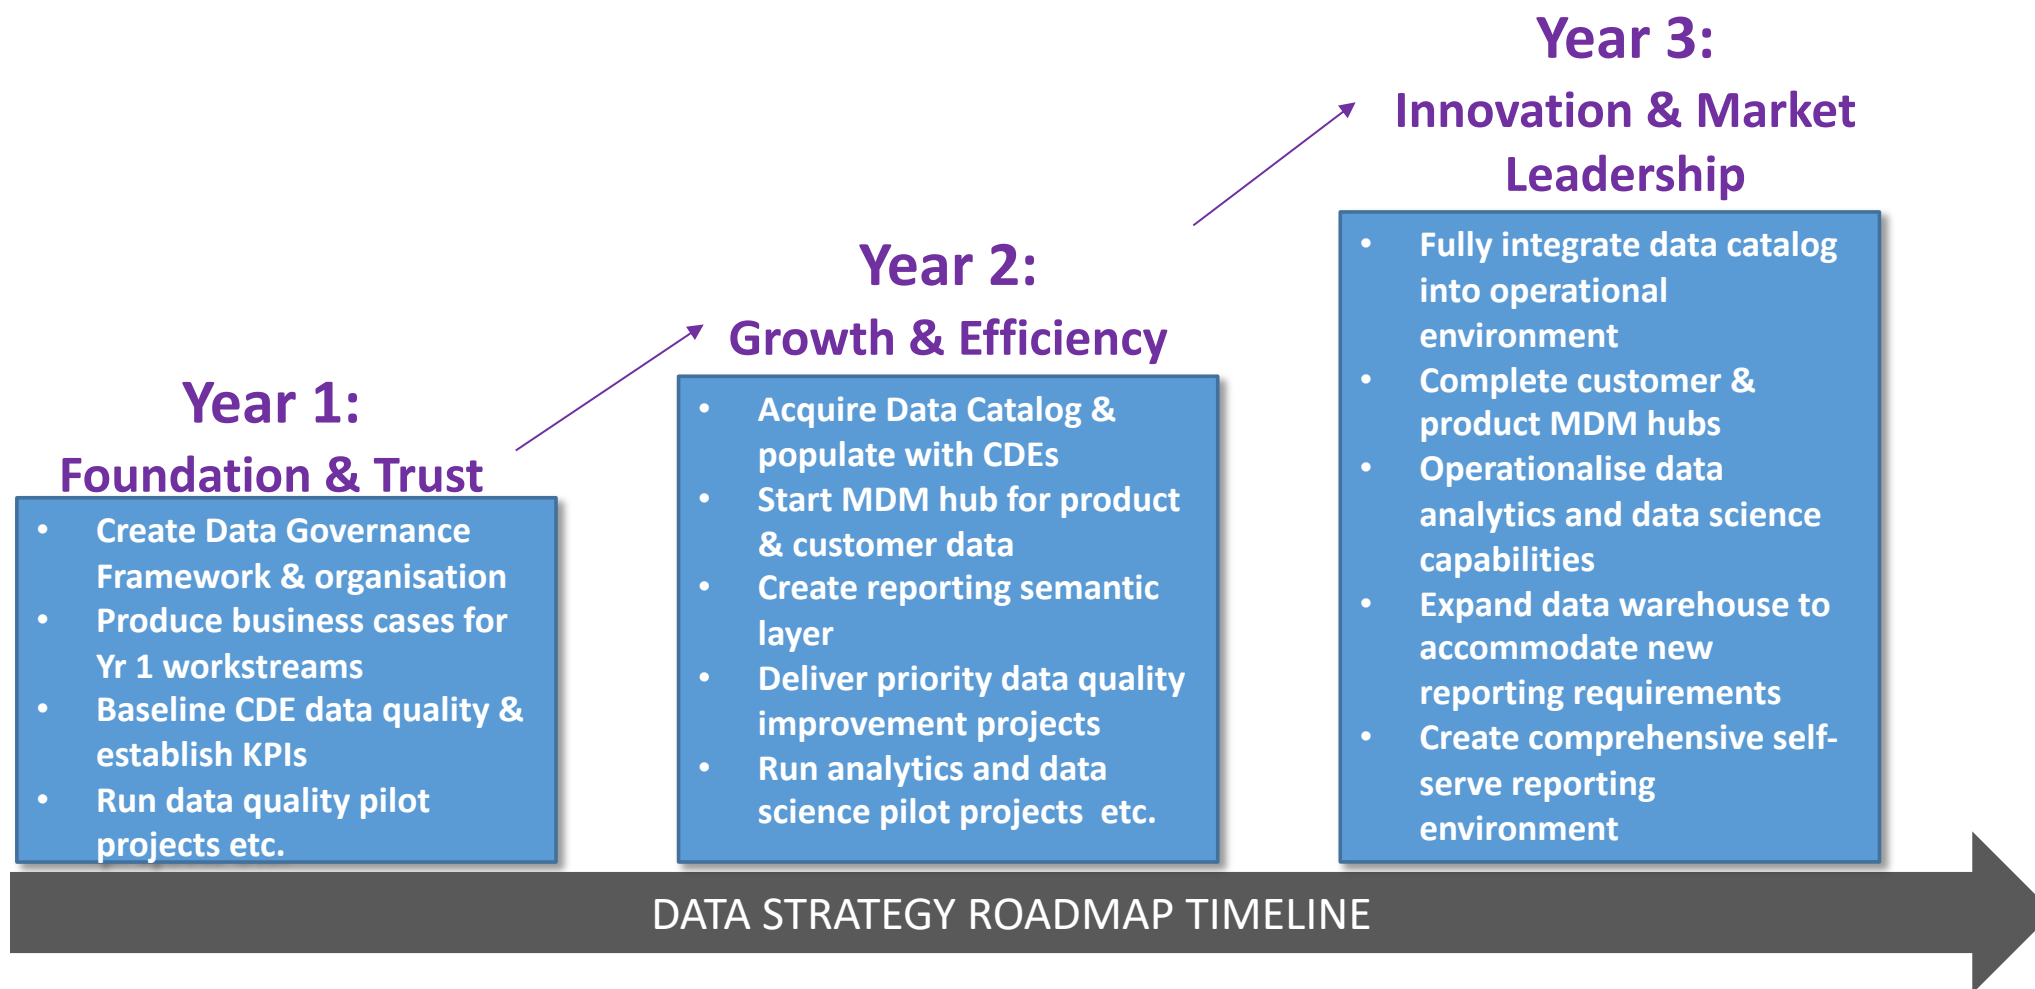 Year 1:
Foundation & Trust
• Create Data Governance
Framework & organisation
• Produce business cases for
Yr 1 workstreams
• Baseline CDE data quality &
establish KPIs
• Run data quality pilot
projects etc.
Year 2:
Growth & Efficiency
• Acquire Data Catalog &
populate with CDEs
• Start MDM hub for product
& customer data
• Create reporting semantic
layer
• Deliver priority data quality
improvement projects
• Run analytics and data
science pilot projects  etc.
Year 3:
Innovation & Market
Leadership
• Fully integrate data catalog
into operational
environment
• Complete customer &
product MDM hubs
• Operationalise data
analytics and data science
capabilities
• Expand data warehouse to
accommodate new
reporting requirements
• Create comprehensive self-
serve reporting
environment
DATA STRATEGY ROADMAP TIMELINE